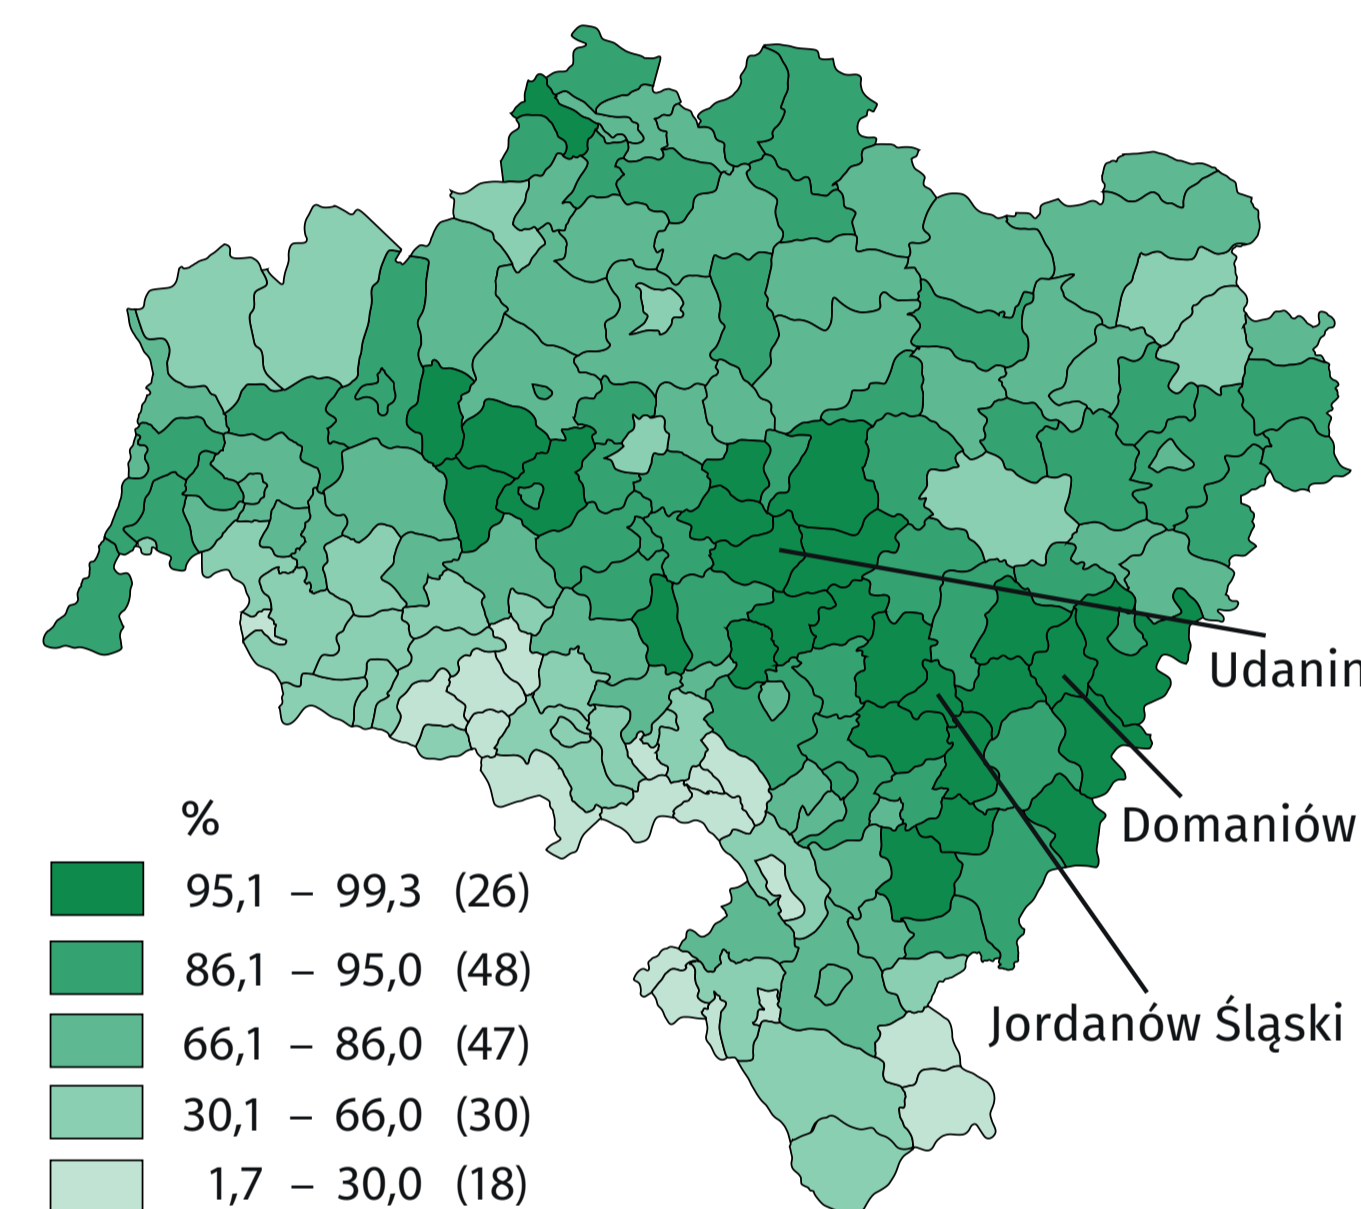 Udanin
Domaniów
Jordanów Śląski
%
95,1 – 99,3 (26)
86,1 – 95,0 (48)
66,1 – 86,0 (47)
30,1 – 66,0 (30)
1,7 – 30,0 (18)